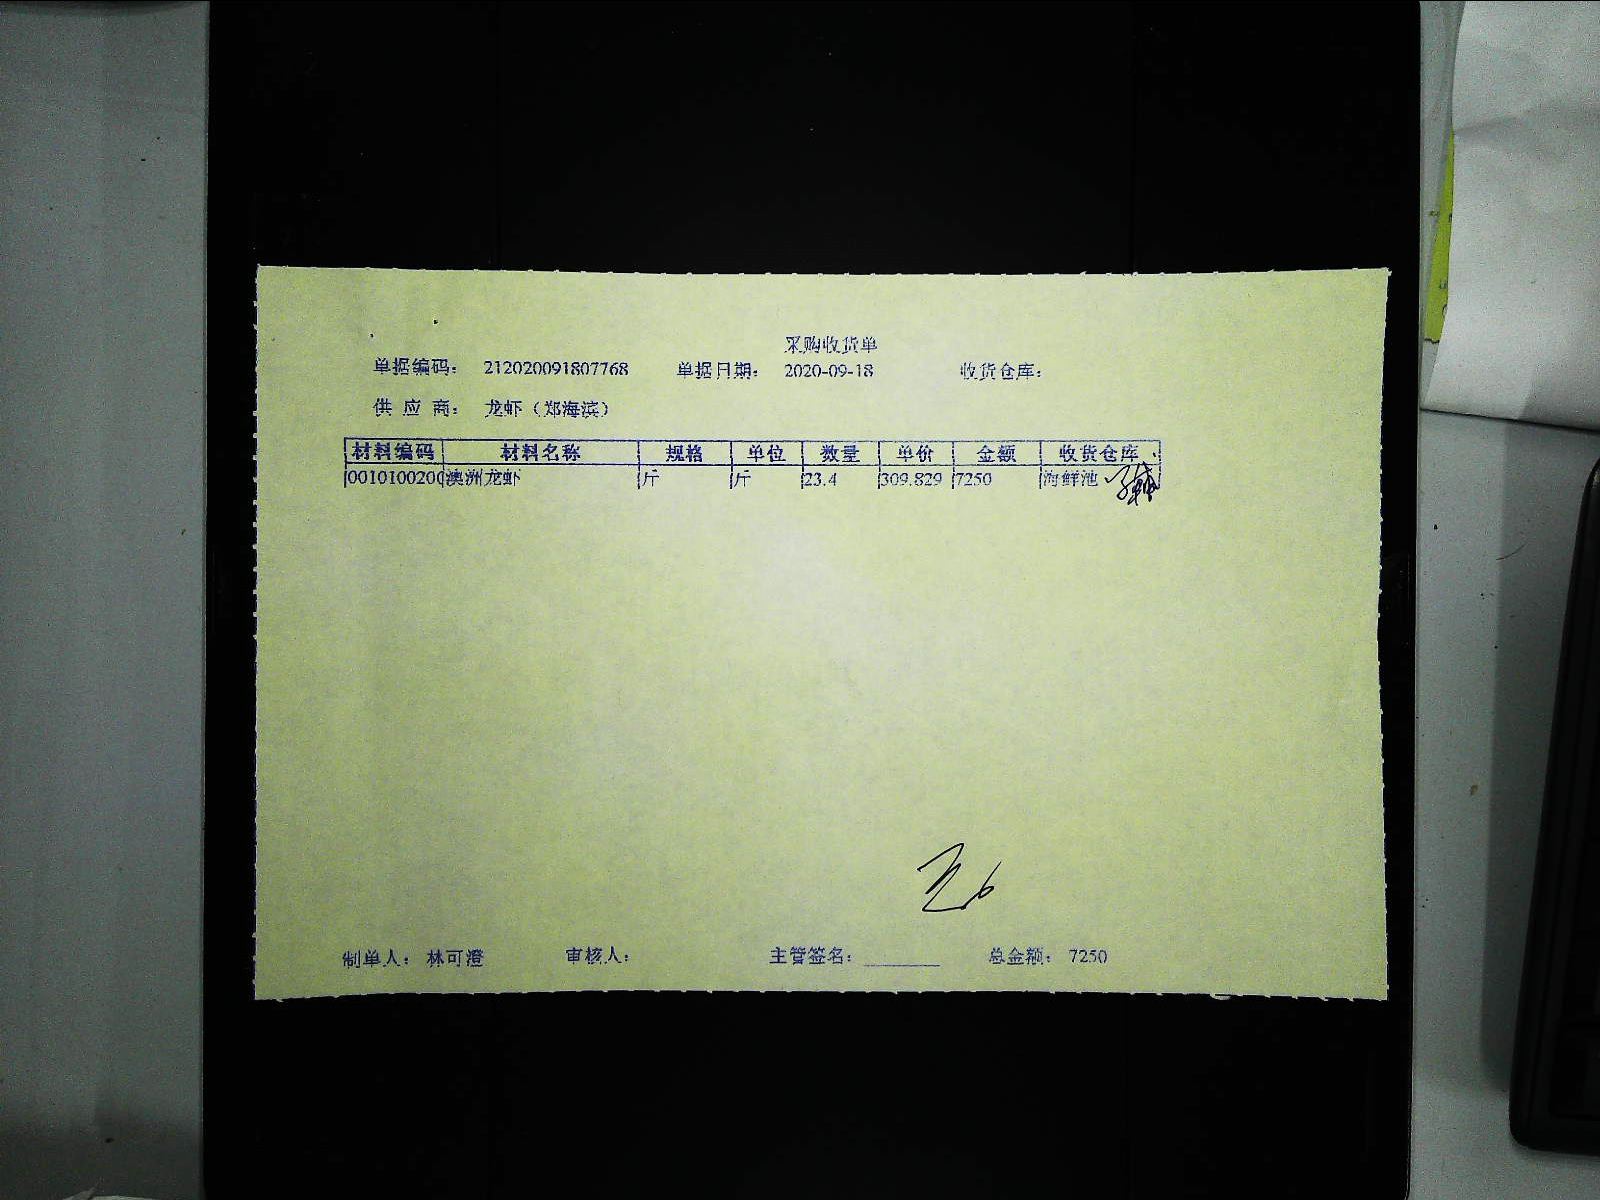 采购收货单
单据编码： 212020091807768 单据日期： 2020-09-18 收货仓库：
供 应 商： 龙虾（郑海滨）
材料编码 材料名称 规格 单位 数量 单价 金额 收货仓库
0010100200 澳洲龙虾 斤 斤 23.4 309.829 7250 海鲜池
制单人： 林可澄 审核人： 主管签名： ________ 总金额： 7250